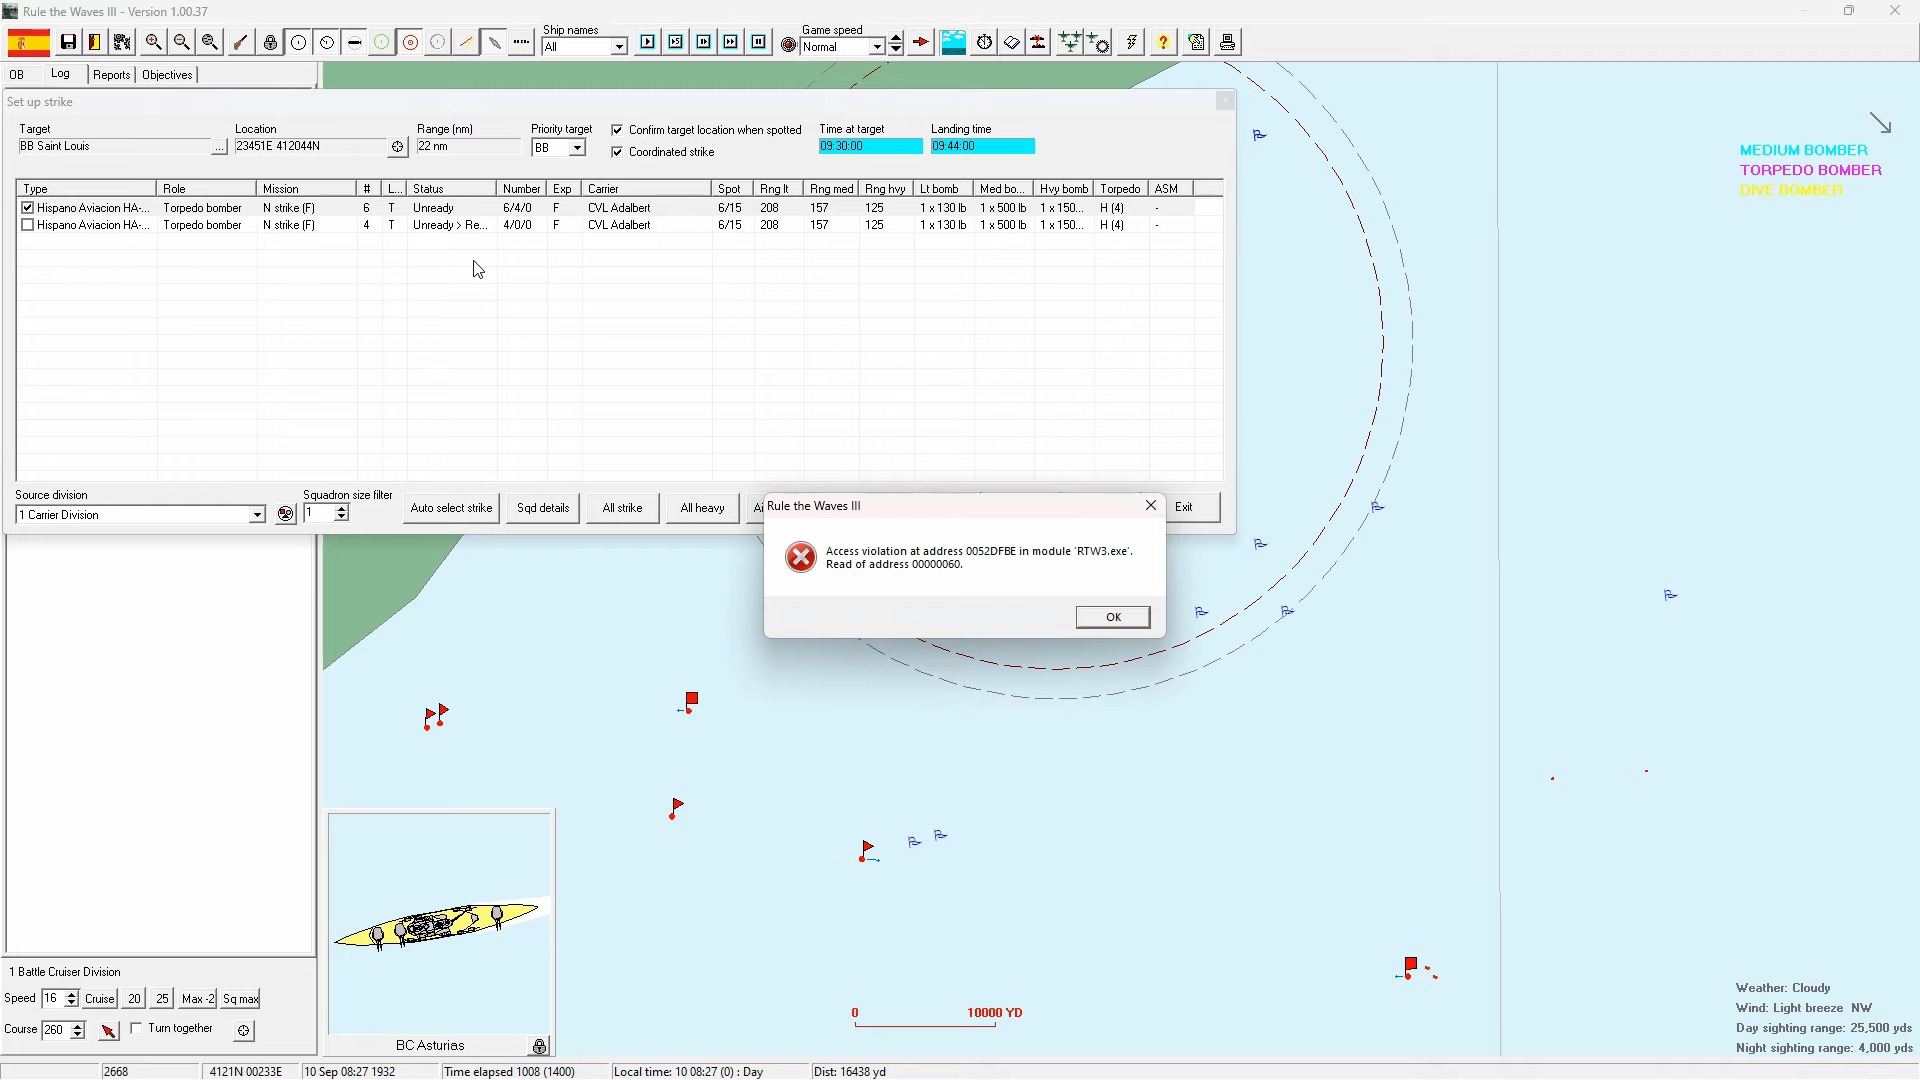 Rule the Waves III - Version 1.00.37
Ship names
All
Game speed
Normal
OB Log Reports Objectives
Set up strike
Target Location Range (nm) Priority target Confirm target location when spotted Time at target Landing time
BB Saint Louis ... 23451E 412044N 22 nm BB Coordinated strike 09:30:00 09:44:00
Type Role Mission # L... Status Number Exp Carrier Spot Rng lt Rng med Rng hvy Lt bomb Med bo... Hvy bomb Torpedo ASM
Hispano Aviacion HA-... Torpedo bomber N strike (F) 6 T Unready 6/4/0 F CVL Adalbert 6/15 208 157 125 1 x 130 lb 1 x 500 lb 1 x 150... H (4) -
Hispano Aviacion HA-... Torpedo bomber N strike (F) 4 T Unready > Re... 4/0/0 F CVL Adalbert 6/15 208 157 125 1 x 130 lb 1 x 500 lb 1 x 150... H (4) -
MEDIUM BOMBER
TORPEDO BOMBER
DIVE BOMBER
Source division Squadron size filter
1 Carrier Division 1 Auto select strike Sqd details All strike All heavy Exit
Rule the Waves III
Access violation at address 0052DFBE in module 'RTW3.exe'.
Read of address 00000060.
OK
1 Battle Cruiser Division
Speed 16 Cruise 20 25 Max -2 Sq max
Course 260 Turn together
BC Asturias
0 10000 YD
Weather: Cloudy
Wind: Light breeze NW
Day sighting range: 25,500 yds
Night sighting range: 4,000 yds
2668 4121N 00233E 10 Sep 08:27 1932 Time elapsed 1008 (1400) Local time: 10 08:27 (0) : Day Dist: 16438 yd